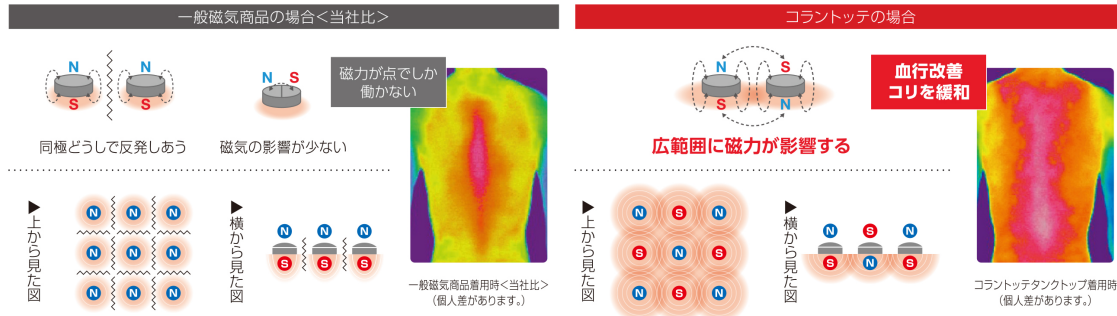 一般磁気商品の場合＜当社比＞
N
N
S
S
同極どうしで反発しあう
N S
磁気の影響が少ない
磁力が点でしか
働かない
▶上から見た図
N N N
N N N
N N N
▶横から見た図
N N N
S S S
一般磁気商品着用時＜当社比＞
（個人差があります。）
コラントッテの場合
N S
S N
広範囲に磁力が影響する
血行改善
コリを緩和
▶上から見た図
N S N
S N S
N S N
▶横から見た図
N S N
S N S
コラントッテタンクトップ着用時
（個人差があります。）